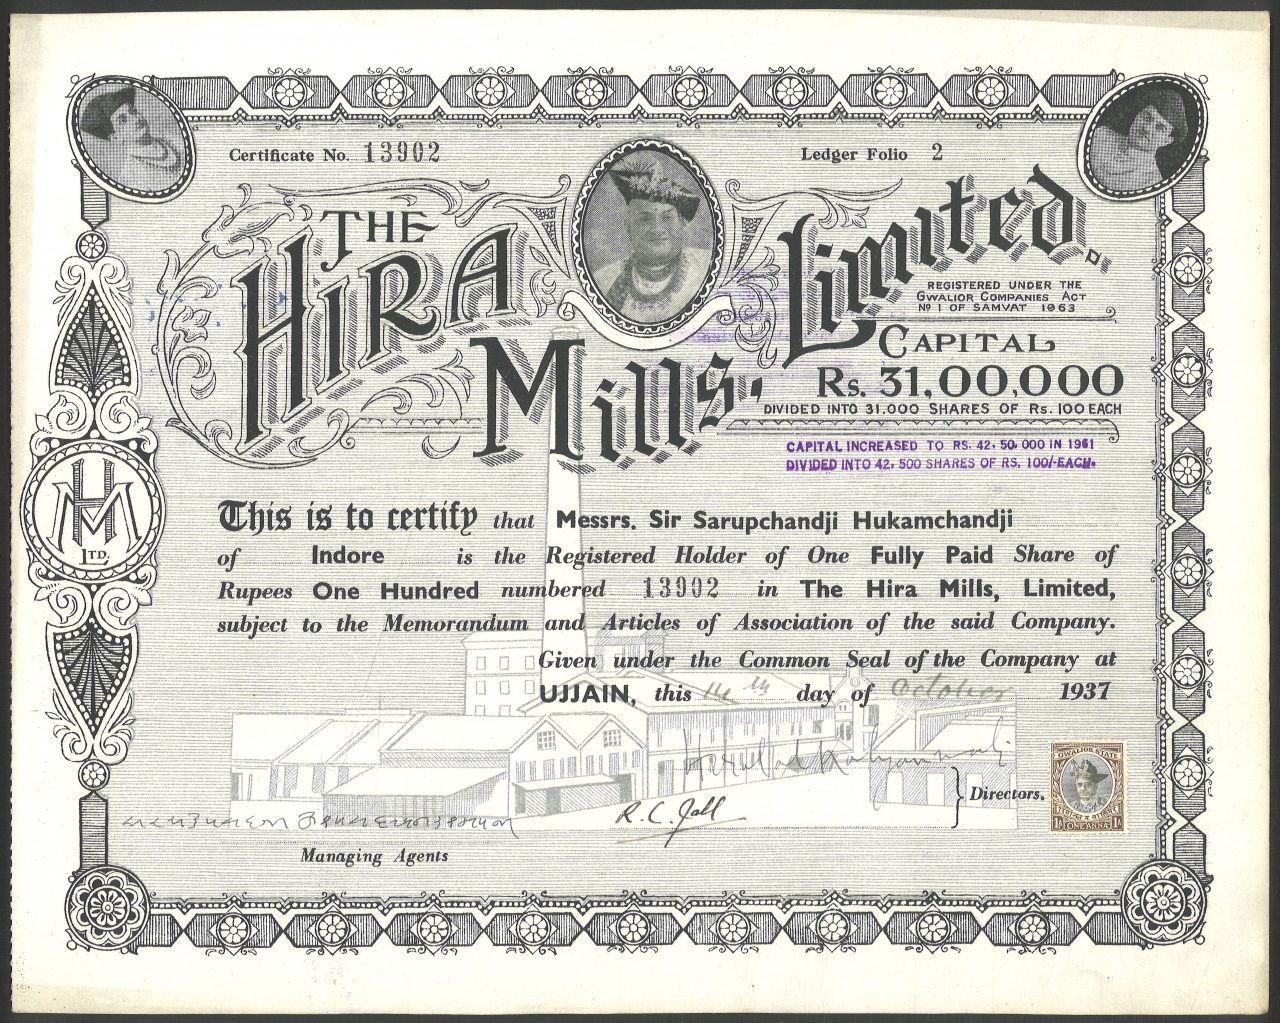 Certificate No. 13902
Ledger Folio 2
THE
HIRA
Mills.,
Limited.
REGISTERED UNDER THE
GWALIOR COMPANIES ACT
Nº 1 OF SAMVAT 1963
CAPITAL
Rs. 31,00,000
DIVIDED INTO 31.000 SHARES OF Rs. 100 EACH
CAPITAL INCREASED TO RS. 42,50,000 IN 1961
DIVIDED INTO 42,500 SHARES OF RS. 100/-EACH.
HM
LTD.
This is to certify that Messrs. Sir Sarupchandji Hukamchandji
of Indore is the Registered Holder of One Fully Paid Share of
Rupees One Hundred numbered 13902 in The Hira Mills, Limited,
subject to the Memorandum and Articles of Association of the said Company.
Given under the Common Seal of the Company at
UJJAIN, this 14th day of October 1937
R. C. Jall
Directors.
Managing Agents
GWALIOR STATE
1A ONE ANNA 1A